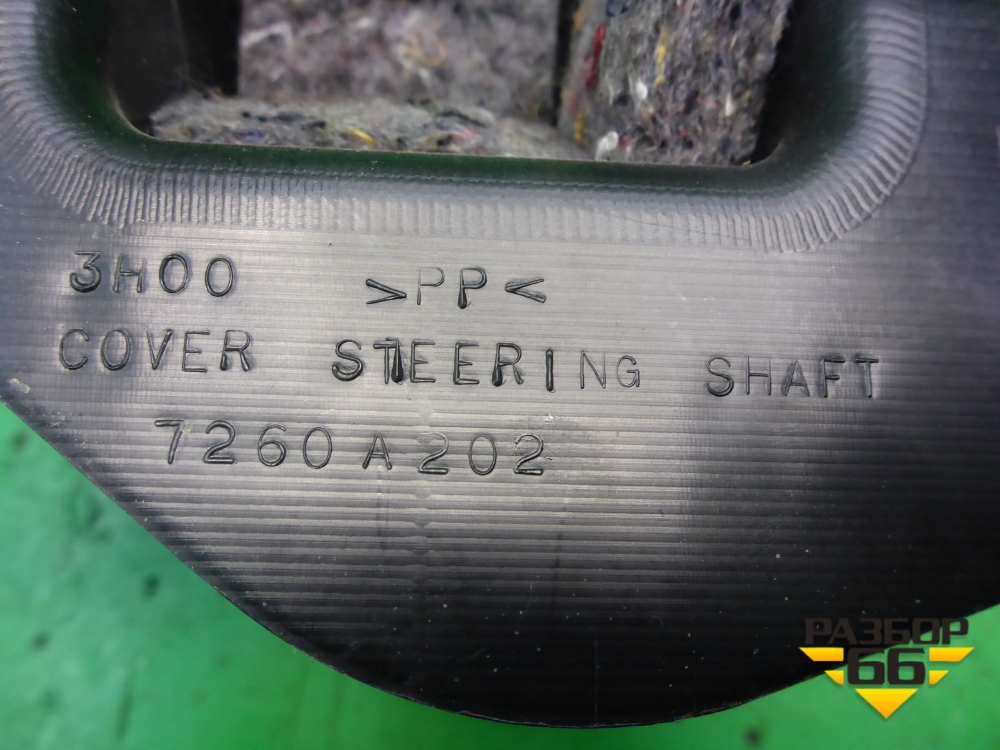 3H00 >PP<
COVER STEERING SHAFT
7260A202
РАЗБОР
66